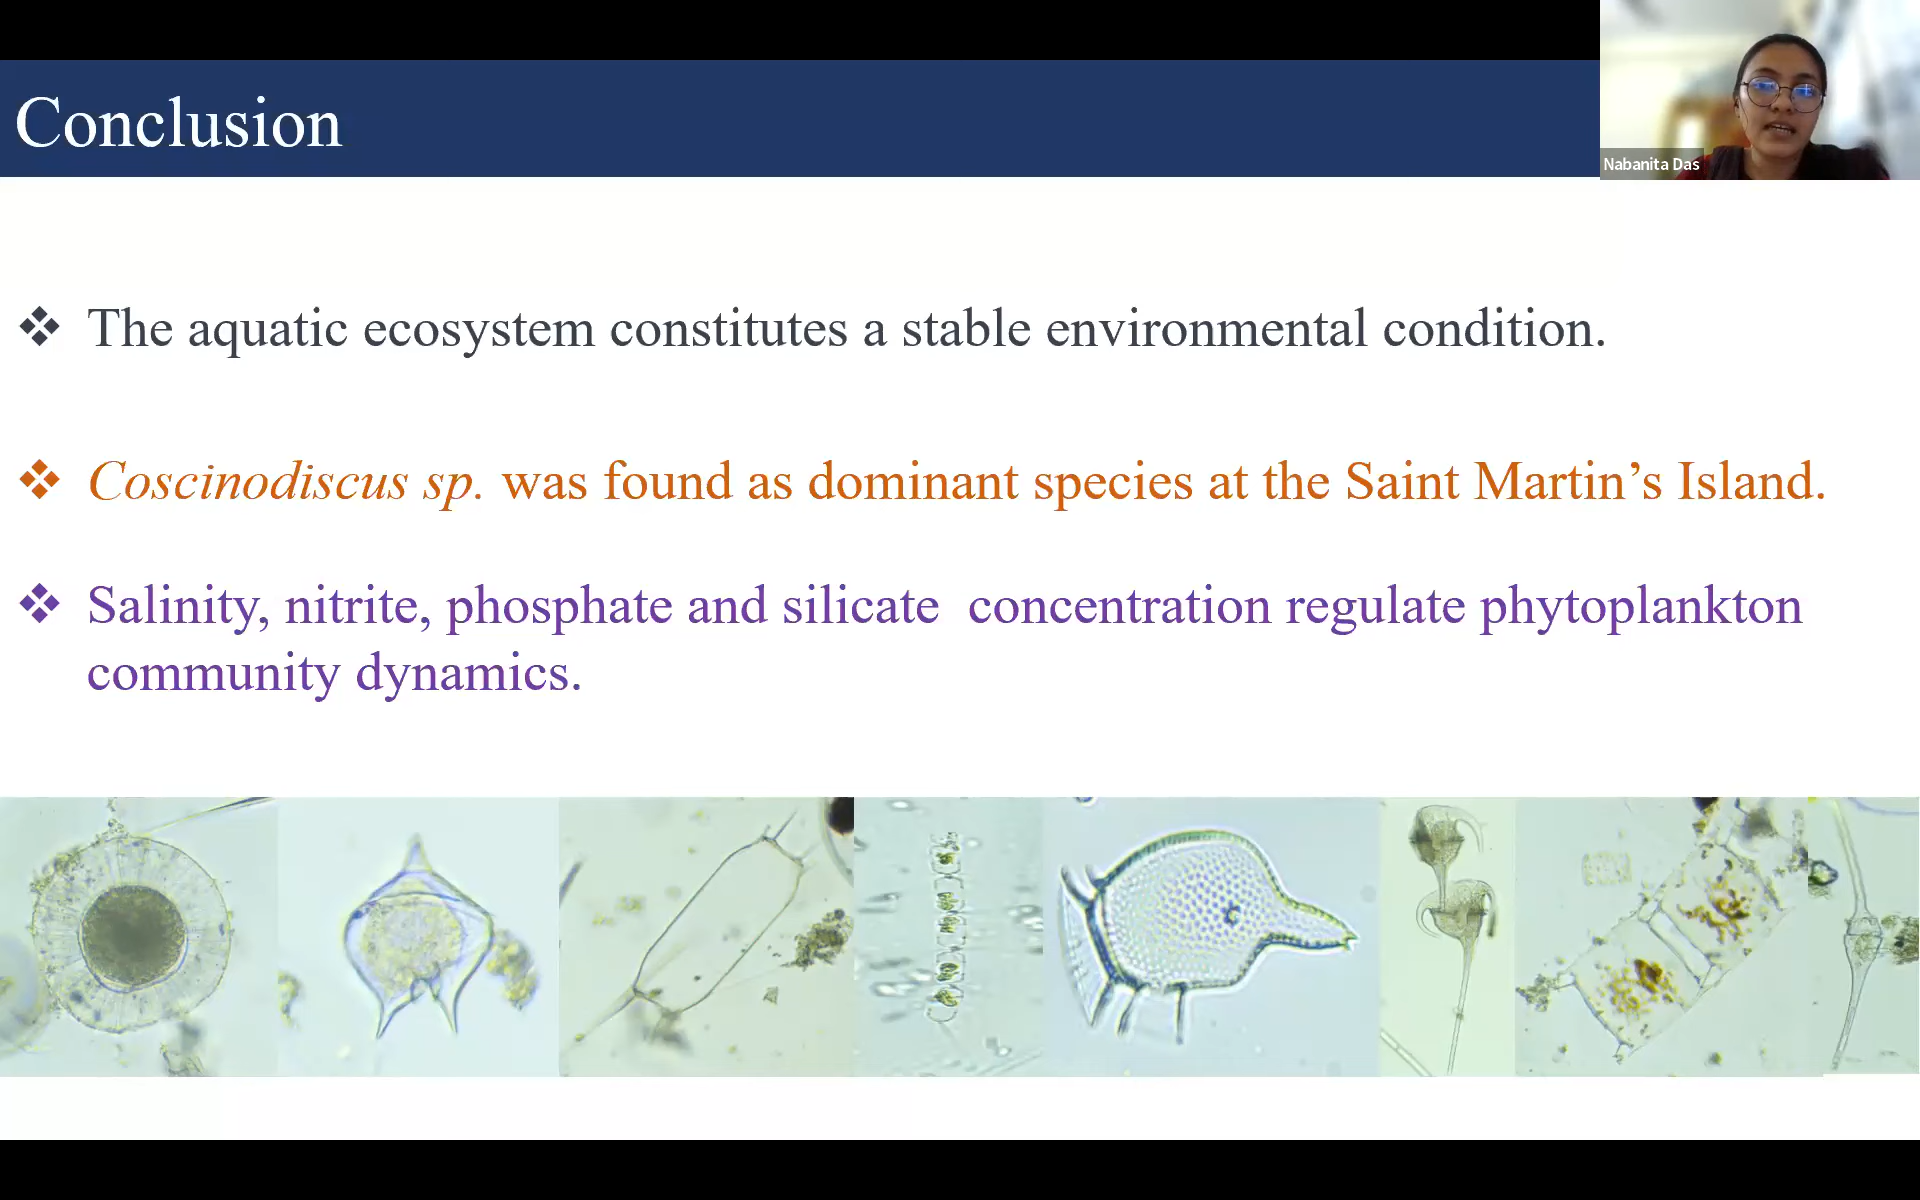 Conclusion
Nabanita Das
❖ The aquatic ecosystem constitutes a stable environmental condition.
❖ Coscinodiscus sp. was found as dominant species at the Saint Martin’s Island.
❖ Salinity, nitrite, phosphate and silicate  concentration regulate phytoplankton
community dynamics.